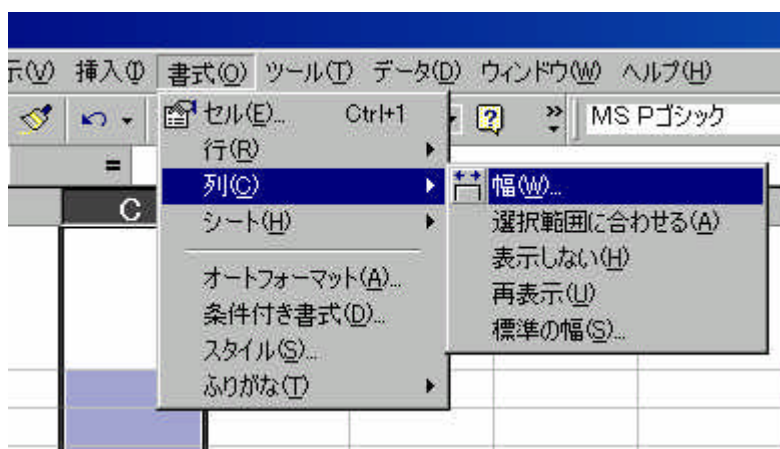 示(V) 挿入(I) 書式(O) ツール(T) データ(D) ウィンドウ(W) ヘルプ(H)
MS Pゴシック
=
C
セル(E)... Ctrl+1
行(R)
列(C)
シート(H)
オートフォーマット(A)...
条件付き書式(D)...
スタイル(S)...
ふりがな(T)
幅(W)...
選択範囲に合わせる(A)
表示しない(H)
再表示(U)
標準の幅(S)...